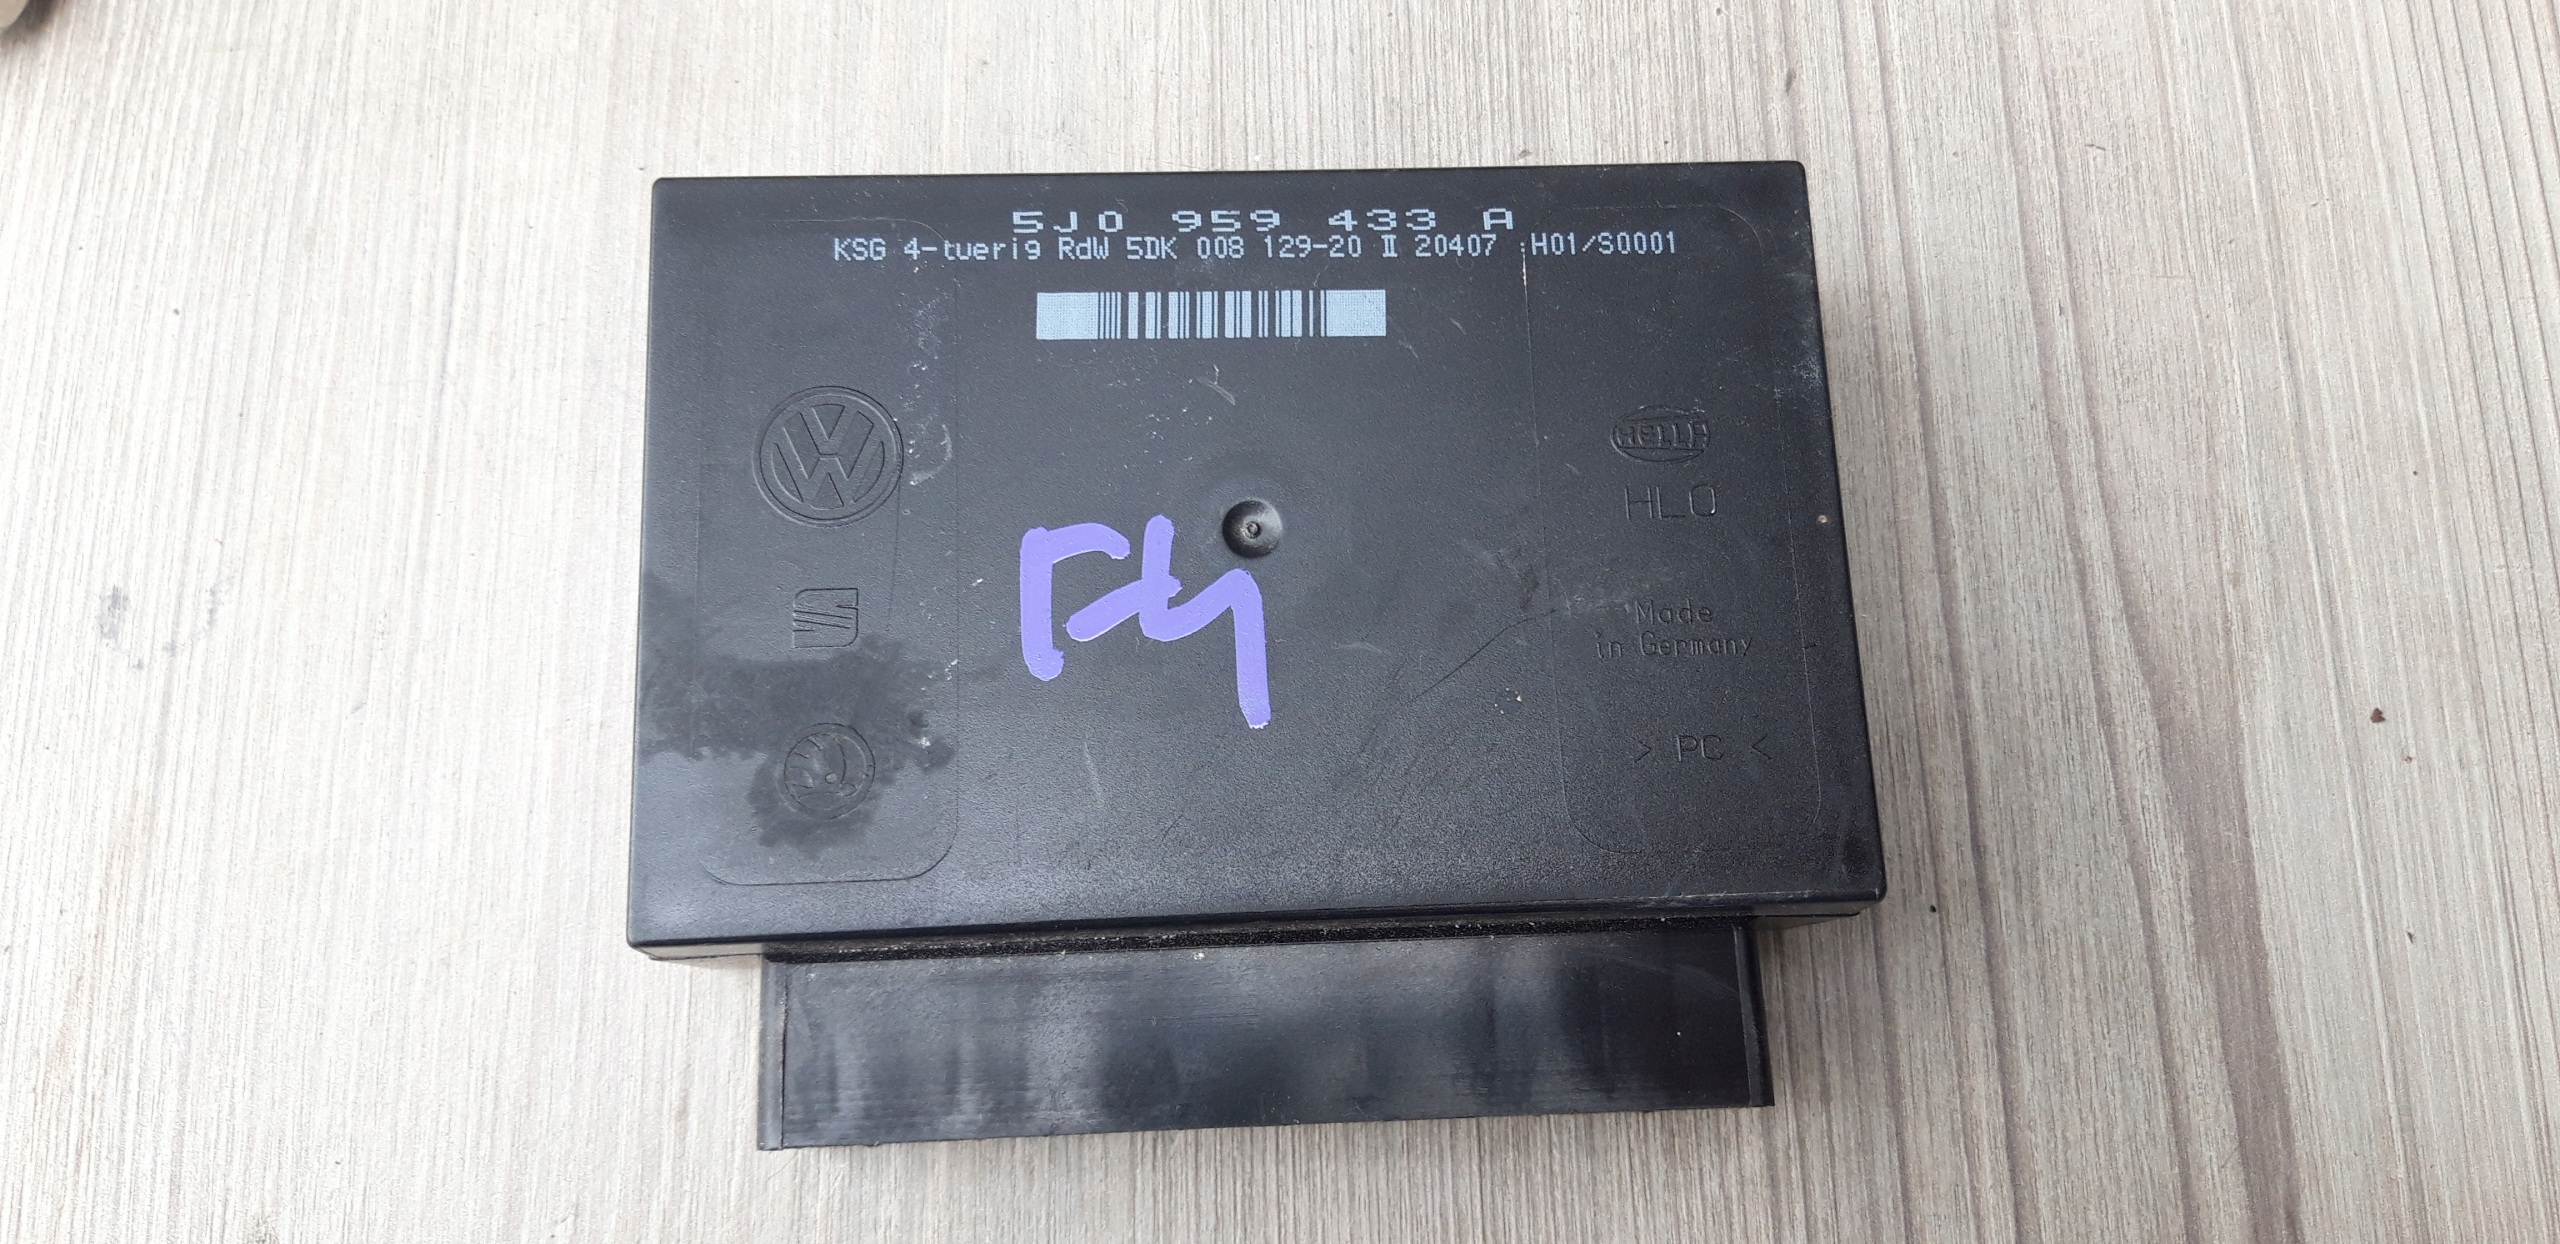 5J0 959 433 A
KSG 4-tuerig RdW 5DK 008 129-20 II 20407 :H01/S0001
HELLA
HLO
Made
in Germany
> PC <